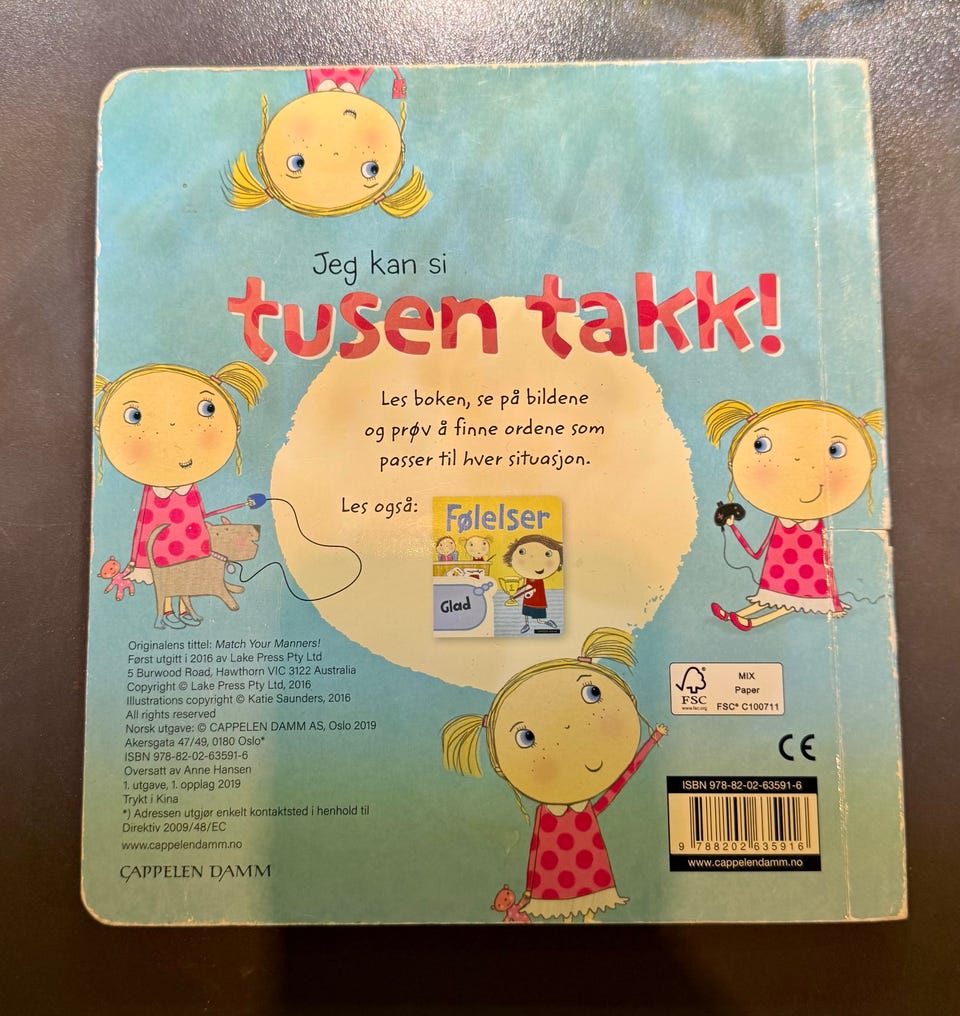 Jeg kan si
tusen takk!
Les boken, se på bildene
og prøv å finne ordene som
passer til hver situasjon.
Les også:
Følelser
Glad
Originalens tittel: Match Your Manners!
Først utgitt i 2016 av Lake Press Pty Ltd
5 Burwood Road, Hawthorn VIC 3122 Australia
Copyright © Lake Press Pty Ltd, 2016
Illustrations copyright © Katie Saunders, 2016
All rights reserved
Norsk utgave: © CAPPELEN DAMM AS, Oslo 2019
Akersgata 47/49, 0180 Oslo*
ISBN 978-82-02-63591-6
Oversatt av Anne Hansen
1. utgave, 1. opplag 2019
Trykt i Kina
*) Adressen utgjør enkelt kontaktsted i henhold til
Direktiv 2009/48/EC
www.cappelendamm.no
CAPPELEN DAMM
FSC
www.fsc.org
MIX
Paper
FSC® C100711
CE
ISBN 978-82-02-63591-6
9 788202 635916
www.cappelendamm.no